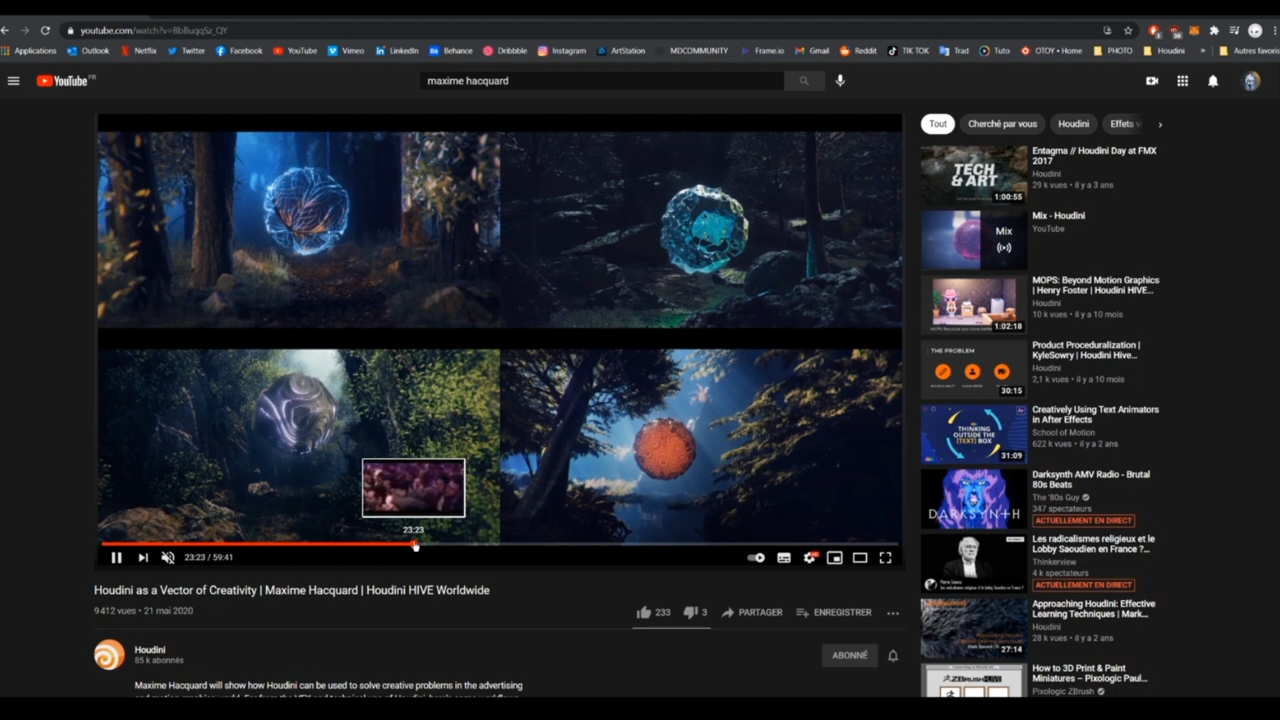 youtube.com/watch?v=
Applications Outlook Netflix Twitter Facebook YouTube Vimeo LinkedIn Behance Dribbble Instagram ArtStation MDCOMMUNITY Frame.io Gmail Reddit TIK TOK Trad Tuto OTOY • Home PHOTO Houdini » Autres favoris
YouTube FR
maxime hacquard
Tout Cherché par vous Houdini Effets
TECH & ART
1:00:55
Entagma // Houdini Day at FMX
2017
Houdini
29 k vues • il y a 3 ans
Mix
Mix - Houdini
YouTube
1:02:18
MOPS: Beyond Motion Graphics
| Henry Foster | Houdini HIVE...
Houdini
10 k vues • il y a 10 mois
THE PROBLEM
30:15
Product Proceduralization |
KyleSowry | Houdini Hive...
Houdini
2,1 k vues • il y a 10 mois
THINKING
OUTSIDE THE
[TEXT] BOX
31:09
Creatively Using Text Animators
in After Effects
School of Motion
622 k vues • il y a 2 ans
DARKSYNTH
Darksynth AMV Radio - Brutal
80s Beats
The '80s Guy
347 spectateurs
ACTUELLEMENT EN DIRECT
Les radicalismes religieux et le
Lobby Saoudien en France ?...
Thinkerview
4 k spectateurs
ACTUELLEMENT EN DIRECT
27:14
Approaching Houdini: Effective
Learning Techniques | Mark...
Houdini
28 k vues • il y a 2 ans
ZBRUSHLIVE
How to 3D Print & Paint
Miniatures – Pixologic Paul...
Pixologic ZBrush
23:23
23:23 / 59:41
Houdini as a Vector of Creativity | Maxime Hacquard | Houdini HIVE Worldwide
9 412 vues • 21 mai 2020
233 3 PARTAGER ENREGISTRER
Houdini
85 k abonnés
ABONNÉ
Maxime Hacquard will show how Houdini can be used to solve creative problems in the advertising